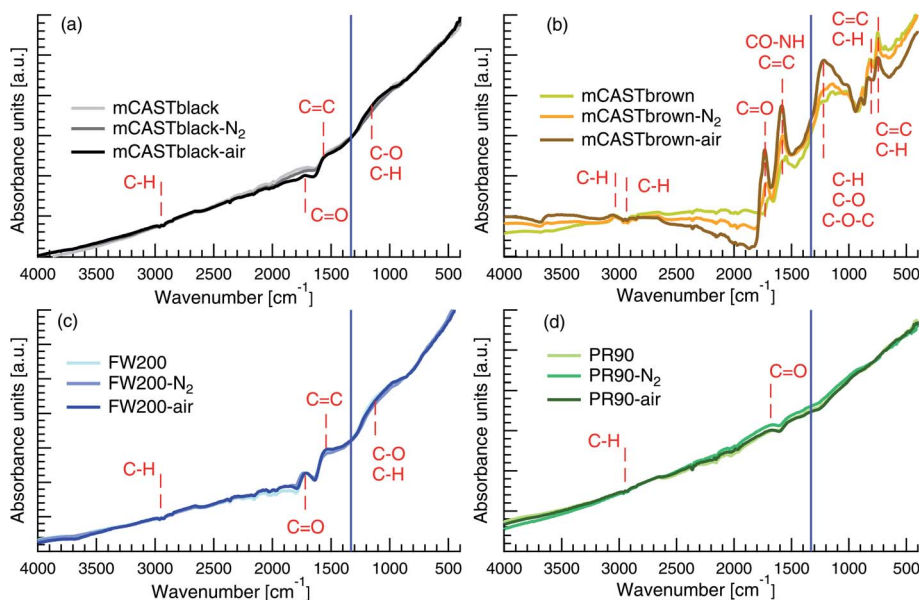 (a)
Absorbance units [a.u.]
mCASTblack
mCASTblack-N₂
mCASTblack-air
C=C
C-H
C=O
C-O
C-H
4000 3500 3000 2500 2000 1500 1000 500
Wavenumber [cm⁻¹]
(b)
Absorbance units [a.u.]
mCASTbrown
mCASTbrown-N₂
mCASTbrown-air
CO-NH
C=C
C=O
C=C
C-H
C-H
C-H
C=C
C-H
C-H
C-O
C-O-C
4000 3500 3000 2500 2000 1500 1000 500
Wavenumber [cm⁻¹]
(c)
Absorbance units [a.u.]
FW200
FW200-N₂
FW200-air
C=C
C-H
C=O
C-O
C-H
4000 3500 3000 2500 2000 1500 1000 500
Wavenumber [cm⁻¹]
(d)
Absorbance units [a.u.]
PR90
PR90-N₂
PR90-air
C=O
C-H
4000 3500 3000 2500 2000 1500 1000 500
Wavenumber [cm⁻¹]